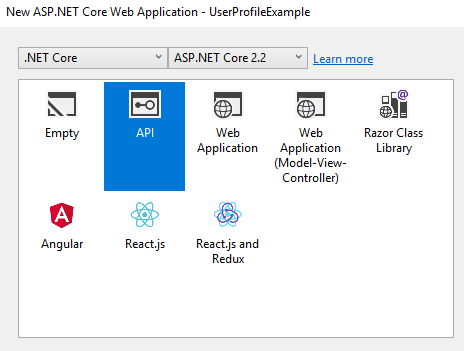 New ASP.NET Core Web Application - UserProfileExample
.NET Core
ASP.NET Core 2.2
Learn more
Empty
API
Web
Application
Web
Application
(Model-View-
Controller)
Razor Class
Library
Angular
React.js
React.js and
Redux